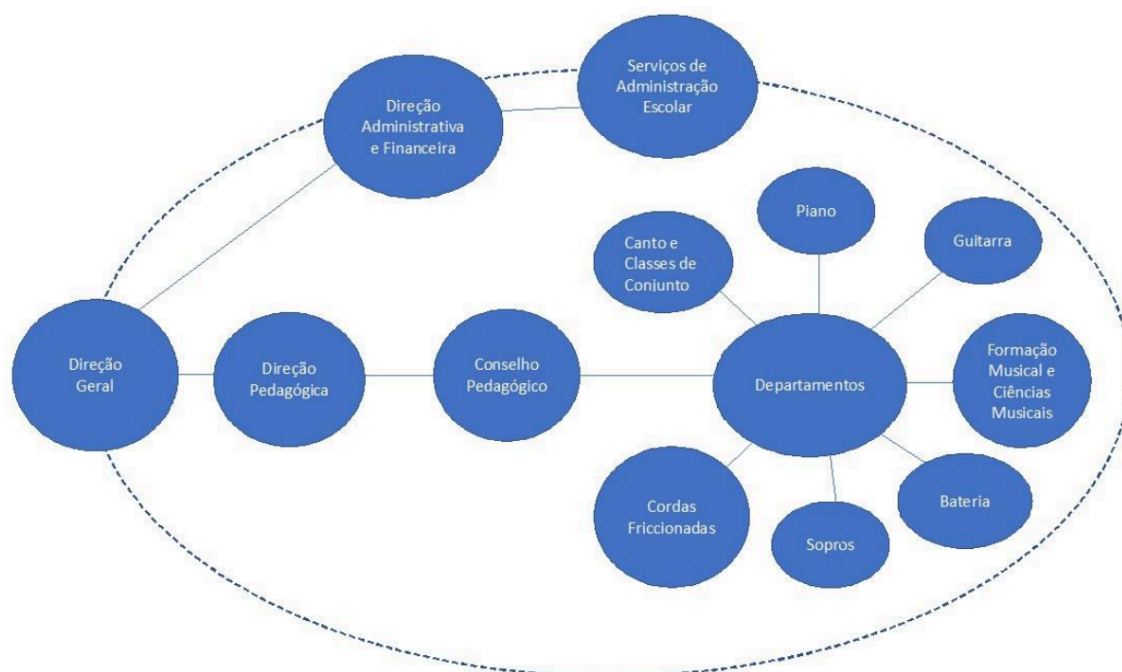 Serviços de
Administração
Escolar
Direção
Administrativa
e Financeira
Piano
Guitarra
Canto e
Classes de
Conjunto
Direção
Geral
Direção
Pedagógica
Conselho
Pedagógico
Departamentos
Formação
Musical e
Ciências
Musicais
Cordas
Friccionadas
Sopros
Bateria